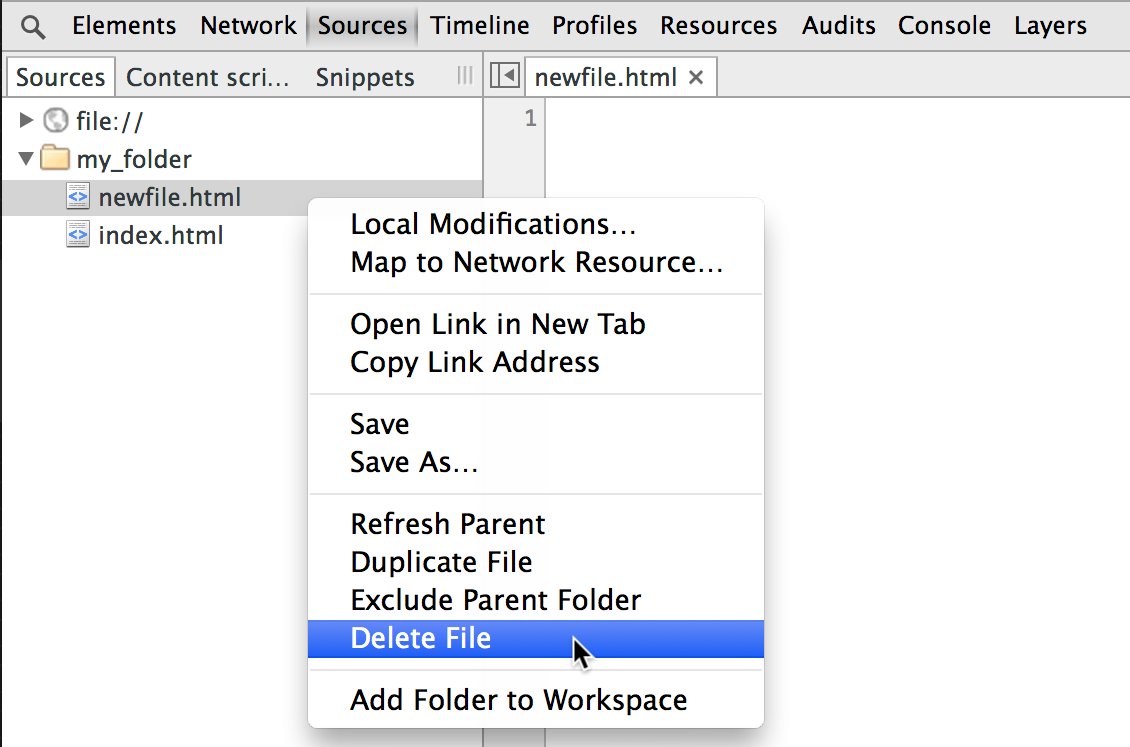 Elements Network Sources Timeline Profiles Resources Audits Console Layers
Sources Content scri... Snippets newfile.html ×
file://
1
my_folder
newfile.html
index.html
Local Modifications...
Map to Network Resource...
Open Link in New Tab
Copy Link Address
Save
Save As...
Refresh Parent
Duplicate File
Exclude Parent Folder
Delete File
Add Folder to Workspace